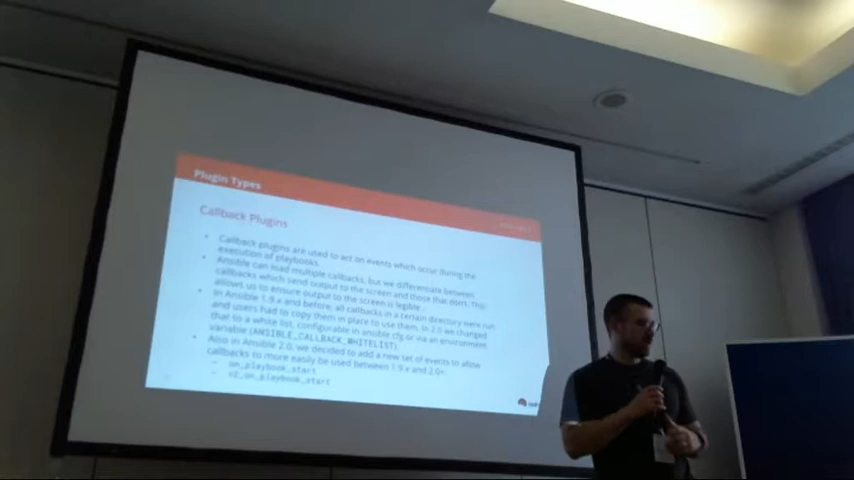 Plugin Types
Callback Plugins
Callback plugins are used to act on events which occur during the
execution of playbooks.
Ansible can load multiple callbacks, but we differentiate between
callbacks which send output to the screen and those that don't. This
allows us to ensure output to the screen is legible.
In Ansible 1.9.x and before, all callbacks in a certain directory were run
and users had to copy them in place to use them. In 2.0 we changed
that to a white list, configurable in ansible.cfg or via an environment
variable (ANSIBLE_CALLBACK_WHITELIST)
Also in Ansible 2.0, we decided to add a new set of events to allow
callbacks to more easily be used between 1.9.x and 2.0+
- on_playbook_start
- v2_on_playbook_start